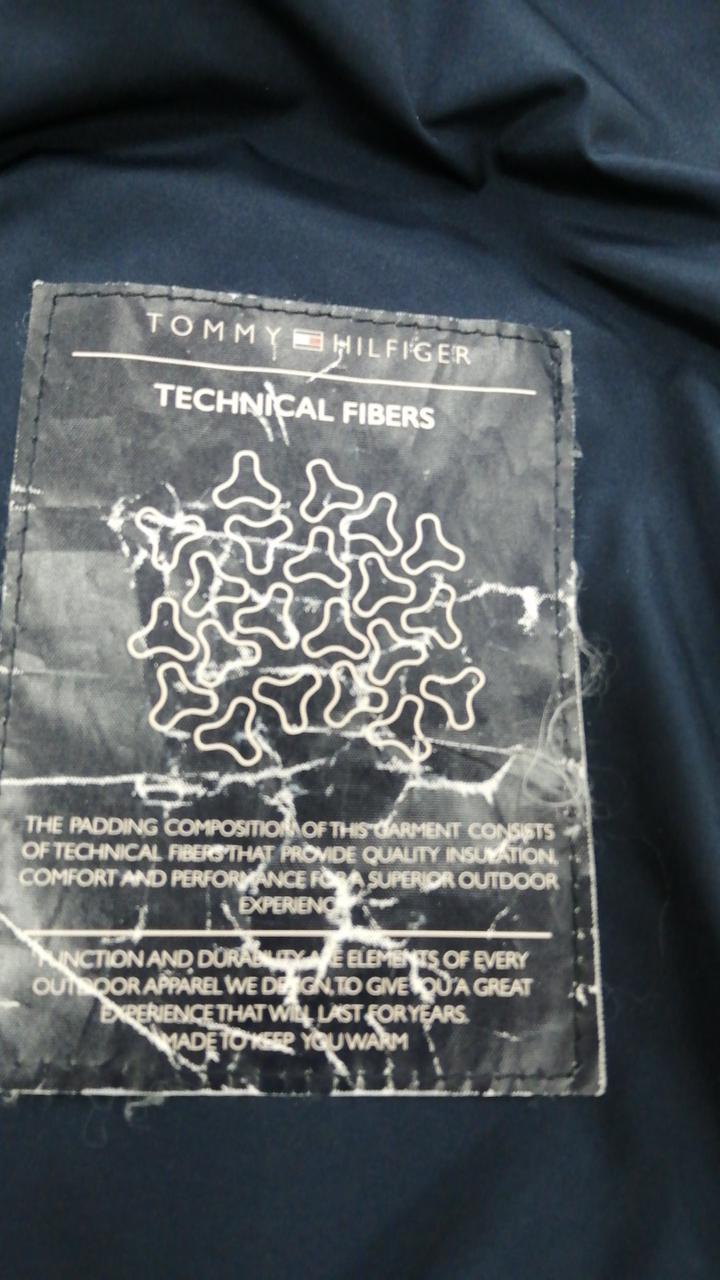 TOMMY HILFIGER
TECHNICAL FIBERS
THE PADDING COMPOSITION OF THIS GARMENT CONSISTS
OF TECHNICAL FIBERS THAT PROVIDE QUALITY INSULATION,
COMFORT AND PERFORMANCE FOR A SUPERIOR OUTDOOR
EXPERIENCE
FUNCTION AND DURABILITY ARE ELEMENTS OF EVERY
OUTDOOR APPAREL WE DESIGN, TO GIVE YOU A GREAT
EXPERIENCE THAT WILL LAST FOR YEARS.
MADE TO KEEP YOU WARM